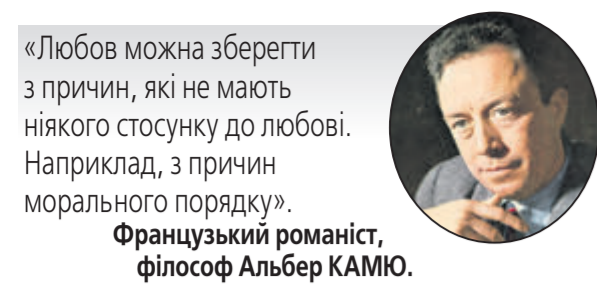 «Любов можна зберегти
з причин, які не мають
ніякого стосунку до любові.
Наприклад, з причин
морального порядку».
Французький романіст,
філософ Альбер КАМЮ.